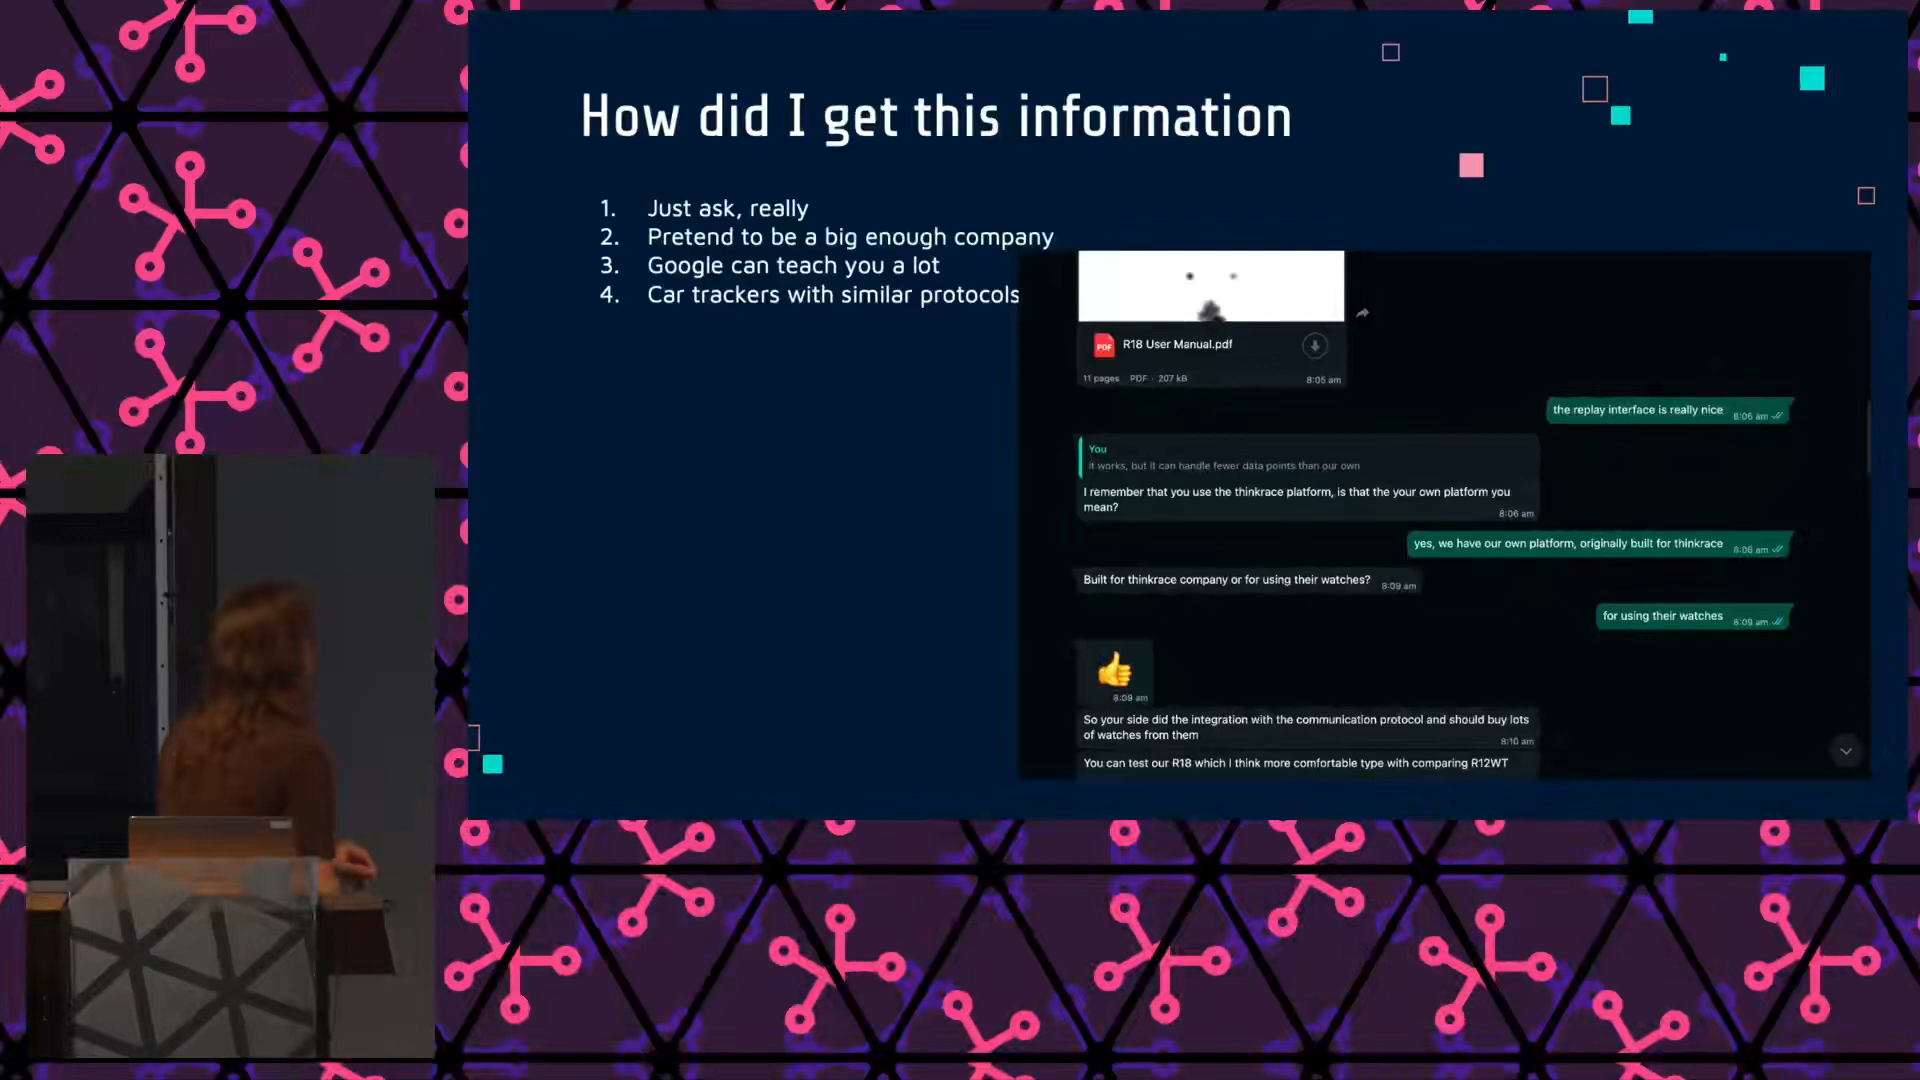 How did I get this information
1. Just ask, really
2. Pretend to be a big enough company
3. Google can teach you a lot
4. Car trackers with similar protocols
PDF
R18 User Manual.pdf
11 pages PDF · 207 kB 8:05 am
the replay interface is really nice 8:06 am
You
it works, but it can handle fewer data points than our own
I remember that you use the thinkrace platform, is that the your own platform you
mean?
8:06 am
yes, we have our own platform, originally built for thinkrace 8:06 am
Built for thinkrace company or for using their watches? 8:09 am
for using their watches 8:09 am
8:09 am
So your side did the integration with the communication protocol and should buy lots
of watches from them
8:10 am
You can test our R18 which I think more comfortable type with comparing R12WT